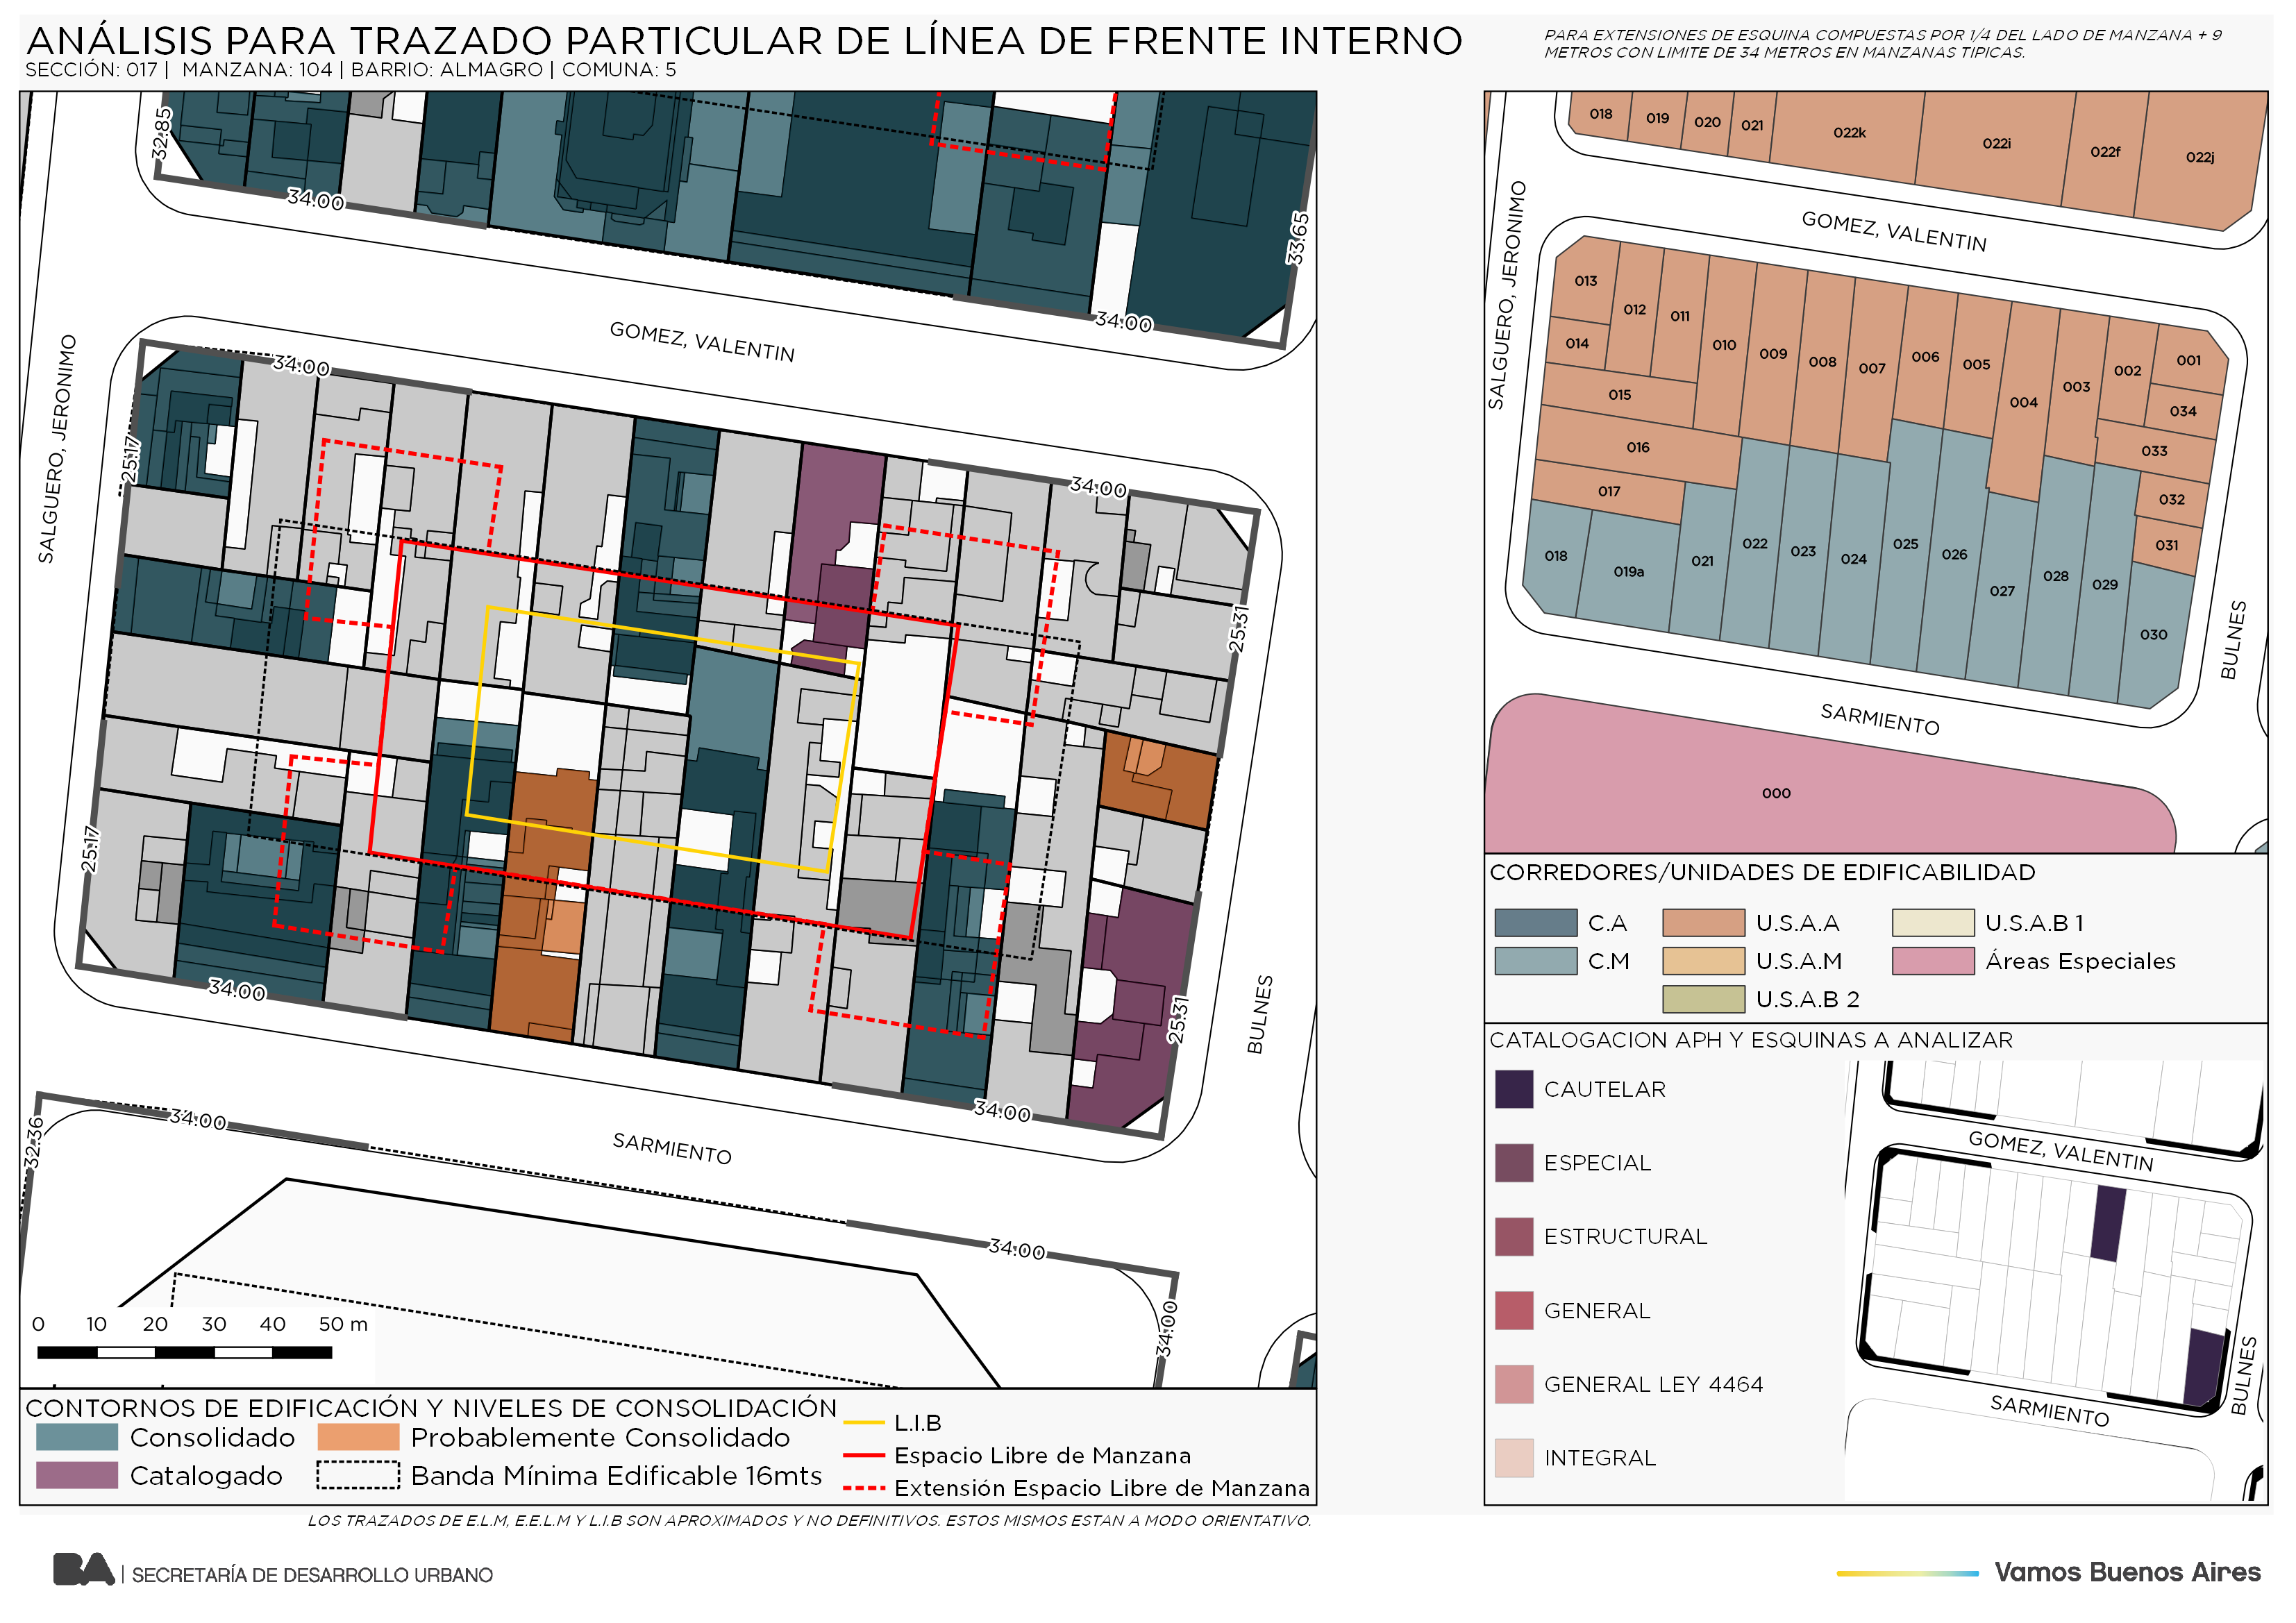 ANÁLISIS PARA TRAZADO PARTICULAR DE LÍNEA DE FRENTE INTERNO
SECCIÓN: 017 | MANZANA: 104 | BARRIO: ALMAGRO | COMUNA: 5
PARA EXTENSIONES DE ESQUINA COMPUESTAS POR 1/4 DEL LADO DE MANZANA + 9
METROS CON LIMITE DE 34 METROS EN MANZANAS TIPICAS.
32.85
34.00
33.65
34.00
GOMEZ, VALENTIN
SALGUERO, JERONIMO
34.00
25.17
34.00
25.31
25.17
34.00
25.31
34.00
BULNES
SARMIENTO
32.36
34.00
34.00
34.00
0 10 20 30 40 50 m
CONTORNOS DE EDIFICACIÓN Y NIVELES DE CONSOLIDACIÓN
Consolidado
Probablemente Consolidado
Catalogado
Banda Mínima Edificable 16mts
L.I.B
Espacio Libre de Manzana
Extensión Espacio Libre de Manzana
LOS TRAZADOS DE E.L.M, E.E.L.M Y L.I.B SON APROXIMADOS Y NO DEFINITIVOS. ESTOS MISMOS ESTAN A MODO ORIENTATIVO.
018 019 020 021 022k 022i 022f 022j
GOMEZ, VALENTIN
SALGUERO, JERONIMO
013 012 011 010 009 008 007 006 005 004 003 002 001
014
034
015
033
016
032
017
031
018 019a 021 022 023 024 025 026 027 028 029 030
BULNES
SARMIENTO
000
CORREDORES/UNIDADES DE EDIFICABILIDAD
C.A
U.S.A.A
U.S.A.B 1
C.M
U.S.A.M
Áreas Especiales
U.S.A.B 2
CATALOGACION APH Y ESQUINAS A ANALIZAR
CAUTELAR
ESPECIAL
ESTRUCTURAL
GENERAL
GENERAL LEY 4464
INTEGRAL
GOMEZ, VALENTIN
BULNES
SARMIENTO
BA | SECRETARÍA DE DESARROLLO URBANO
Vamos Buenos Aires